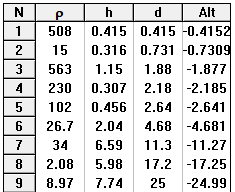 N ρ h d Alt
1 508 0.415 0.415 -0.4152
2 15 0.316 0.731 -0.7309
3 563 1.15 1.88 -1.877
4 230 0.307 2.18 -2.185
5 102 0.456 2.64 -2.641
6 26.7 2.04 4.68 -4.681
7 34 6.59 11.3 -11.27
8 2.08 5.98 17.2 -17.25
9 8.97 7.74 25 -24.99